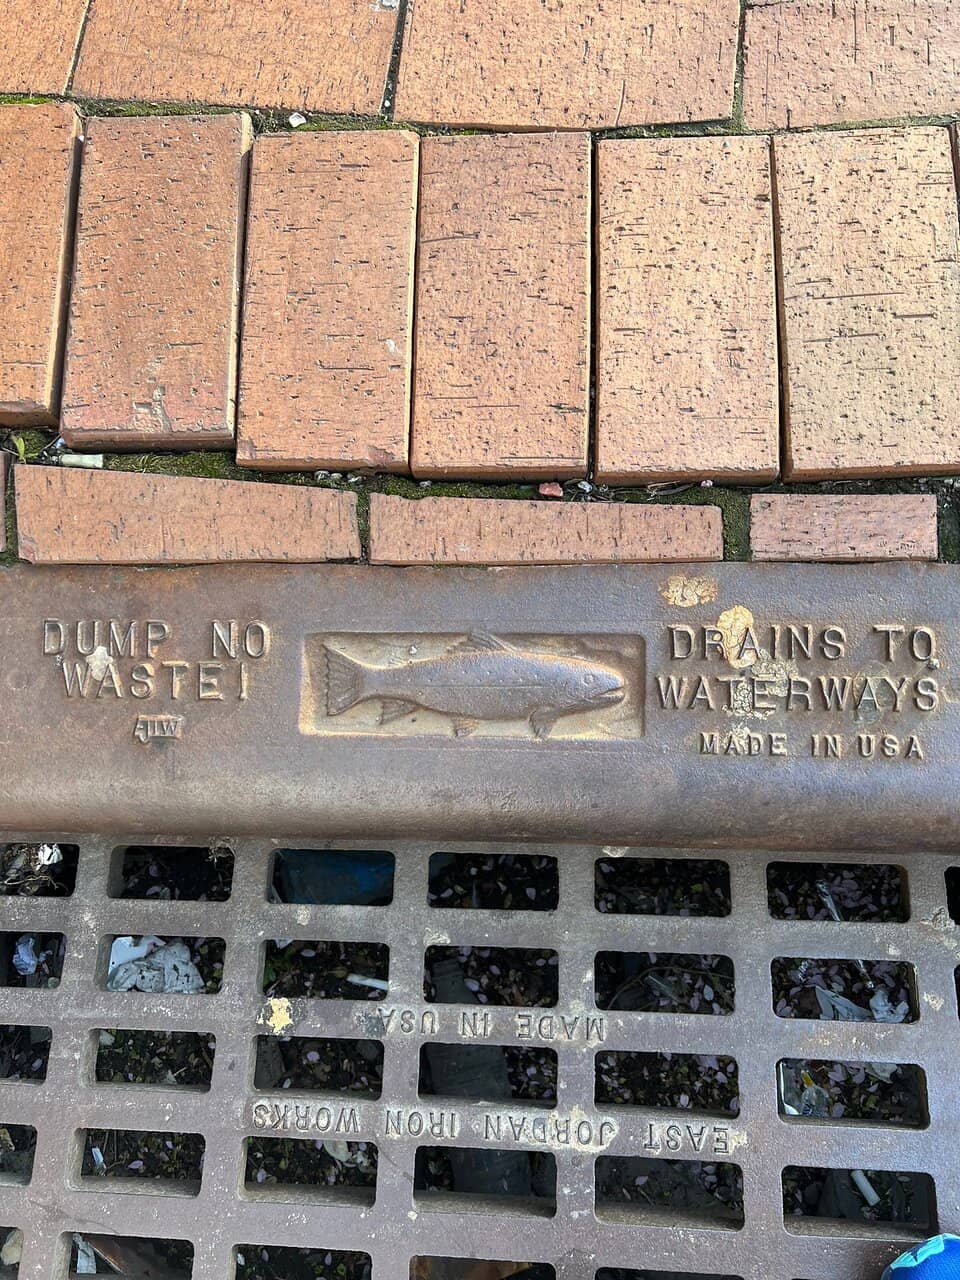 DUMP NO
WASTE!
EJIW
DRAINS TO
WATERWAYS
MADE IN USA
MADE IN USA
EAST JORDAN IRON WORKS